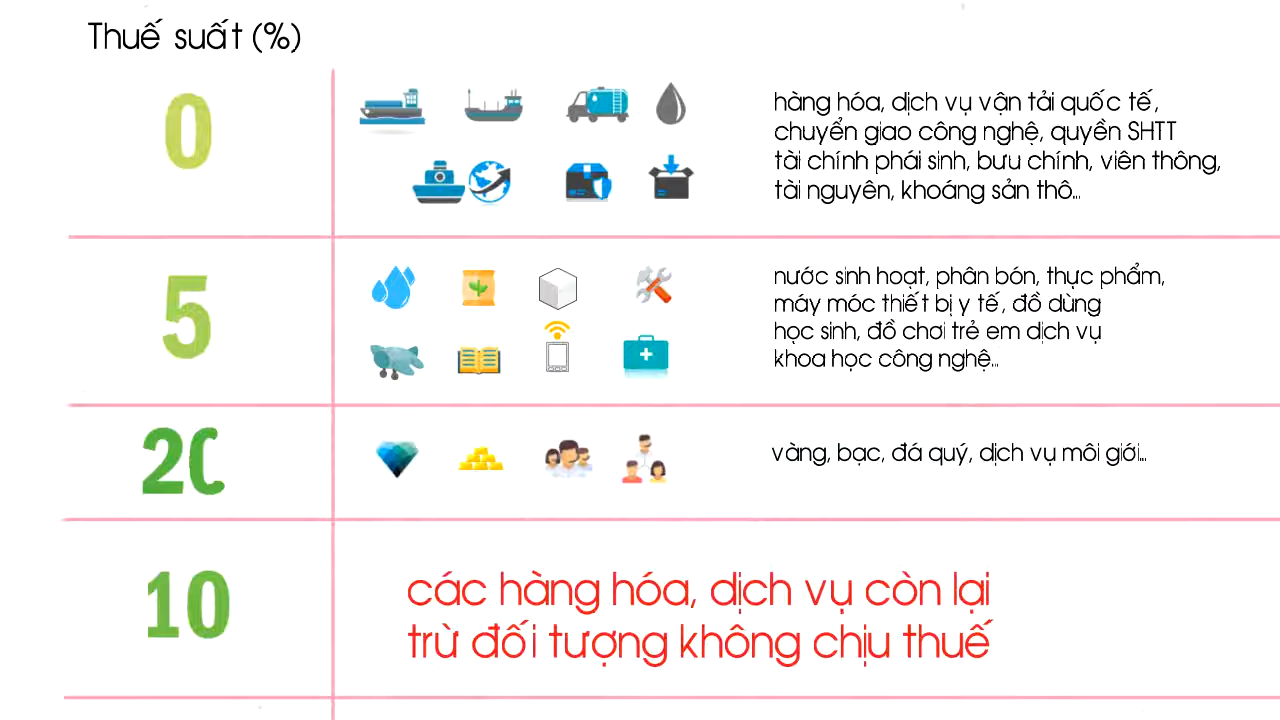 Thuế suất (%)
0
hàng hóa, dịch vụ vận tải quốc tế,
chuyển giao công nghệ, quyền SHTT
tài chính phái sinh, bưu chính, viên thông,
tài nguyên, khoáng sản thô...
5
nước sinh hoạt, phân bón, thực phẩm,
máy móc thiết bị y tế, đồ dùng
học sinh, đồ chơi trẻ em dịch vụ
khoa học công nghệ...
20
vàng, bạc, đá quý, dịch vụ môi giới...
10
các hàng hóa, dịch vụ còn lại
trừ đối tượng không chịu thuế